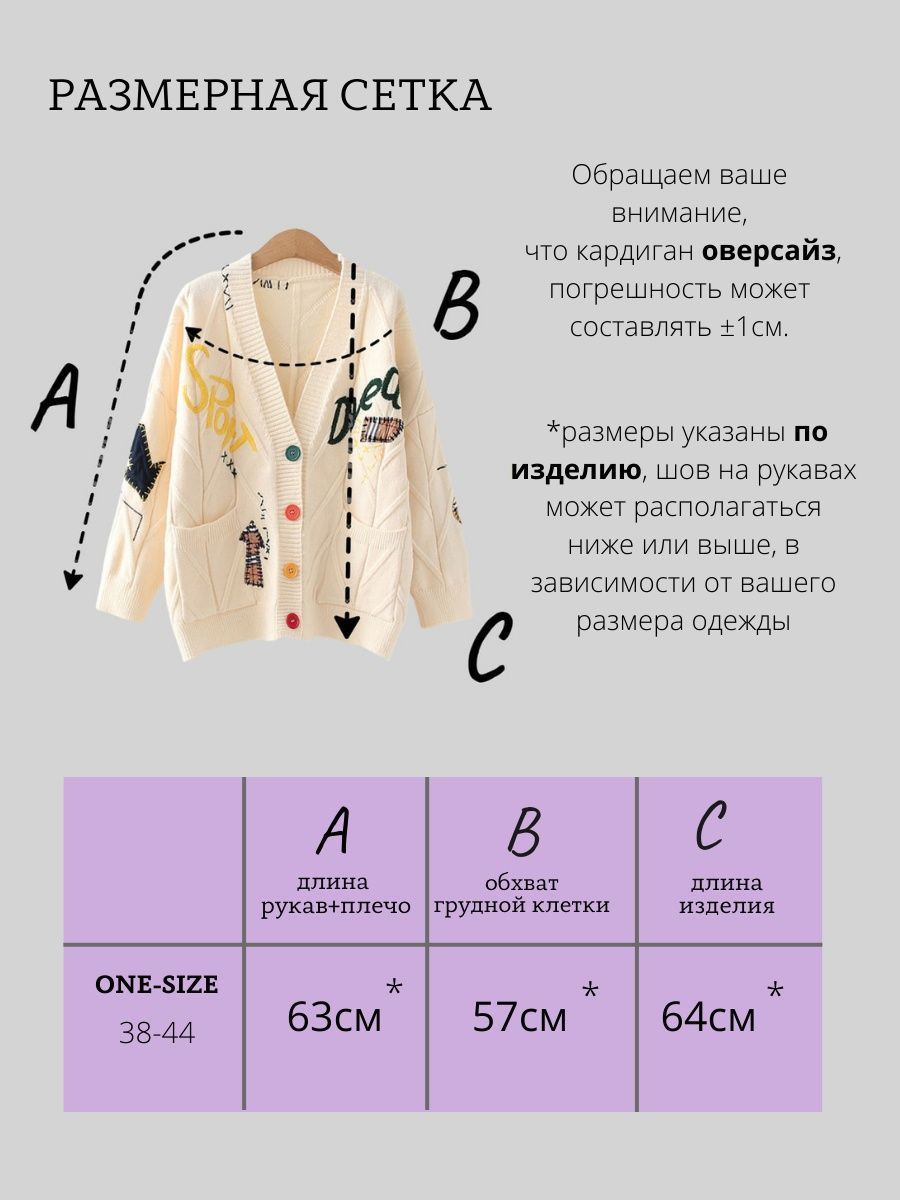 РАЗМЕРНАЯ СЕТКА
Обращаем ваше
внимание,
что кардиган оверсайз,
погрешность может
составлять ±1см.
*размеры указаны по
изделию, шов на рукавах
может располагаться
ниже или выше, в
зависимости от вашего
размера одежды
A
B
C
SPORT
A
длина
рукав+плечо
B
обхват
грудной клетки
C
длина
изделия
ONE-SIZE
38-44
63см *
57см *
64см *